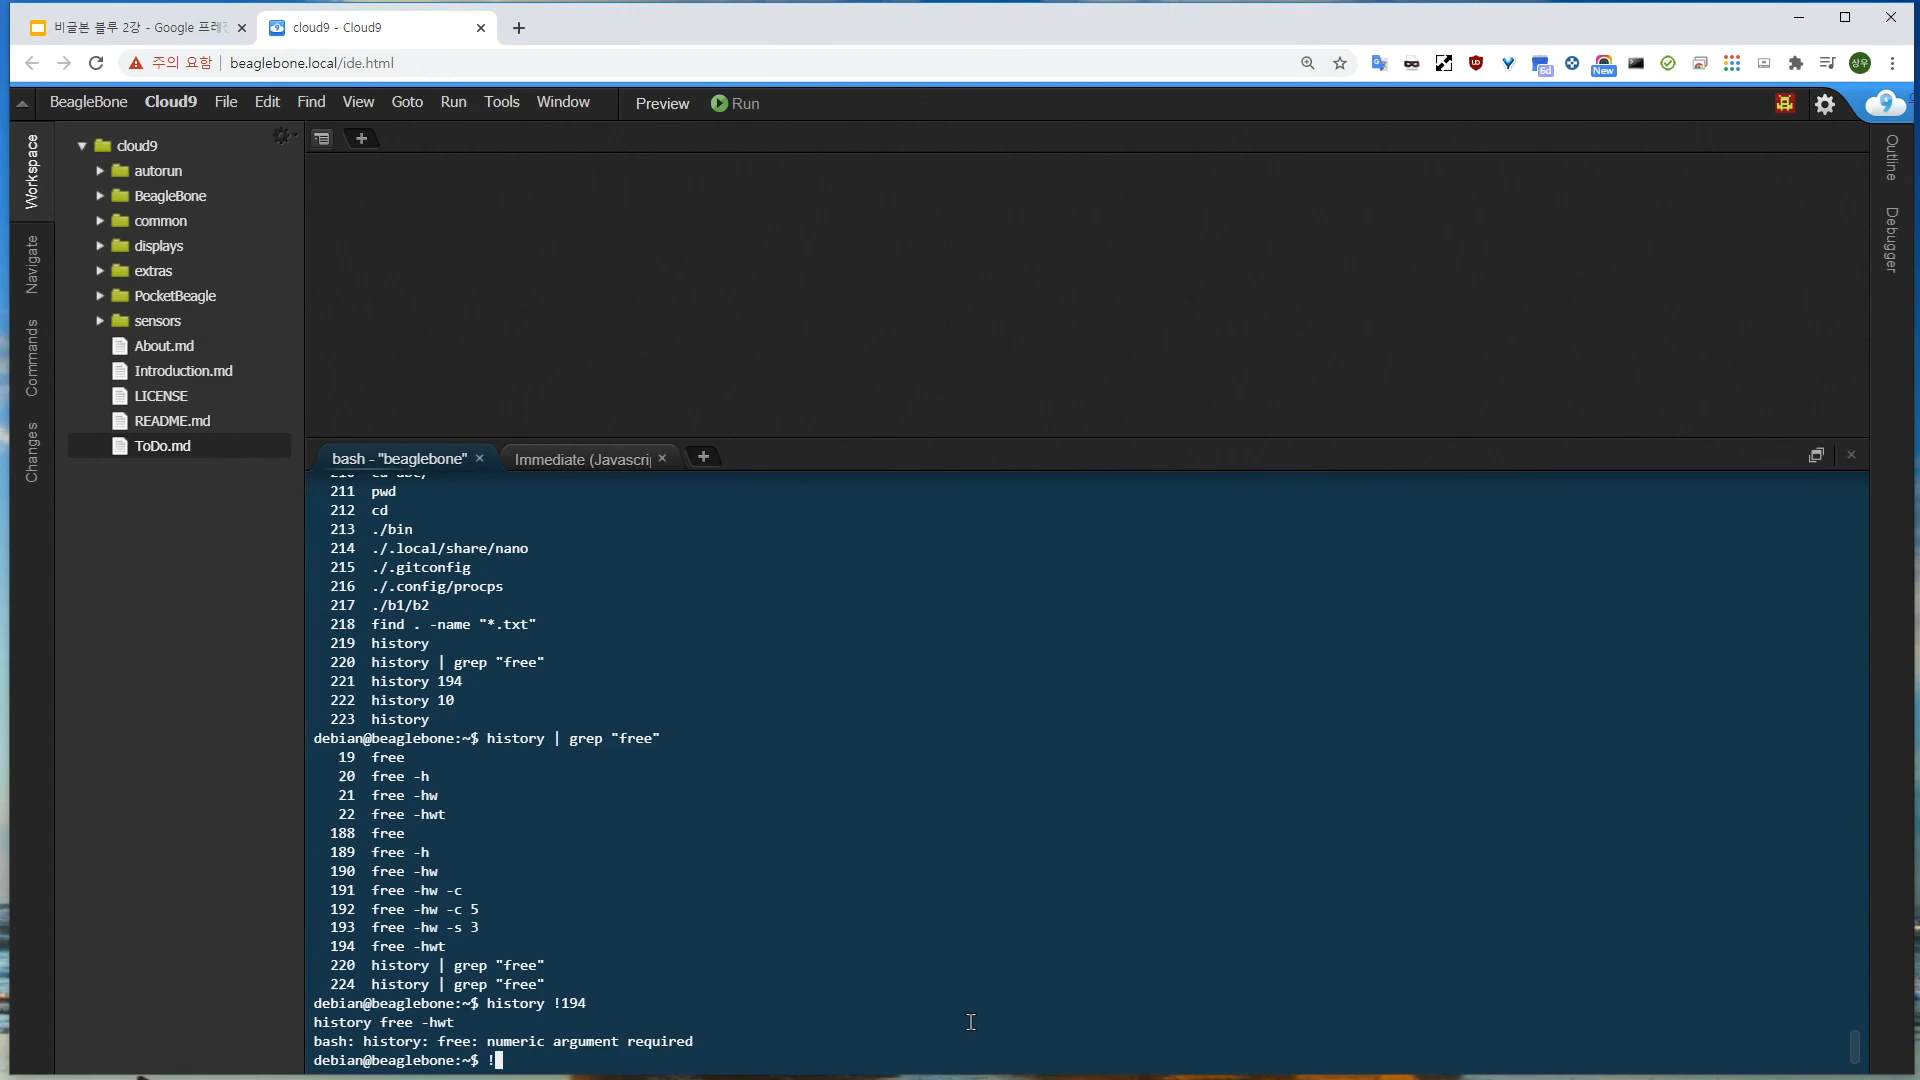 비글본 블루 2강 - Google 프레
cloud9 - Cloud9
주의 요함
beaglebone.local/ide.html
6d
New
상우
BeagleBone Cloud9 File Edit Find View Goto Run Tools Window Preview Run
Workspace
Navigate
Commands
Changes
cloud9
autorun
BeagleBone
common
displays
extras
PocketBeagle
sensors
About.md
Introduction.md
LICENSE
README.md
ToDo.md
Outline
Debugger
bash - "beaglebone"
Immediate (Javascri
211 pwd
212 cd
213 ./bin
214 ./.local/share/nano
215 ./.gitconfig
216 ./.config/procps
217 ./b1/b2
218 find . -name "*.txt"
219 history
220 history | grep "free"
221 history 194
222 history 10
223 history
debian@beaglebone:~$ history | grep "free"
19 free
20 free -h
21 free -hw
22 free -hwt
188 free
189 free -h
190 free -hw
191 free -hw -c
192 free -hw -c 5
193 free -hw -s 3
194 free -hwt
220 history | grep "free"
224 history | grep "free"
debian@beaglebone:~$ history !194
history free -hwt
bash: history: free: numeric argument required
debian@beaglebone:~$ !